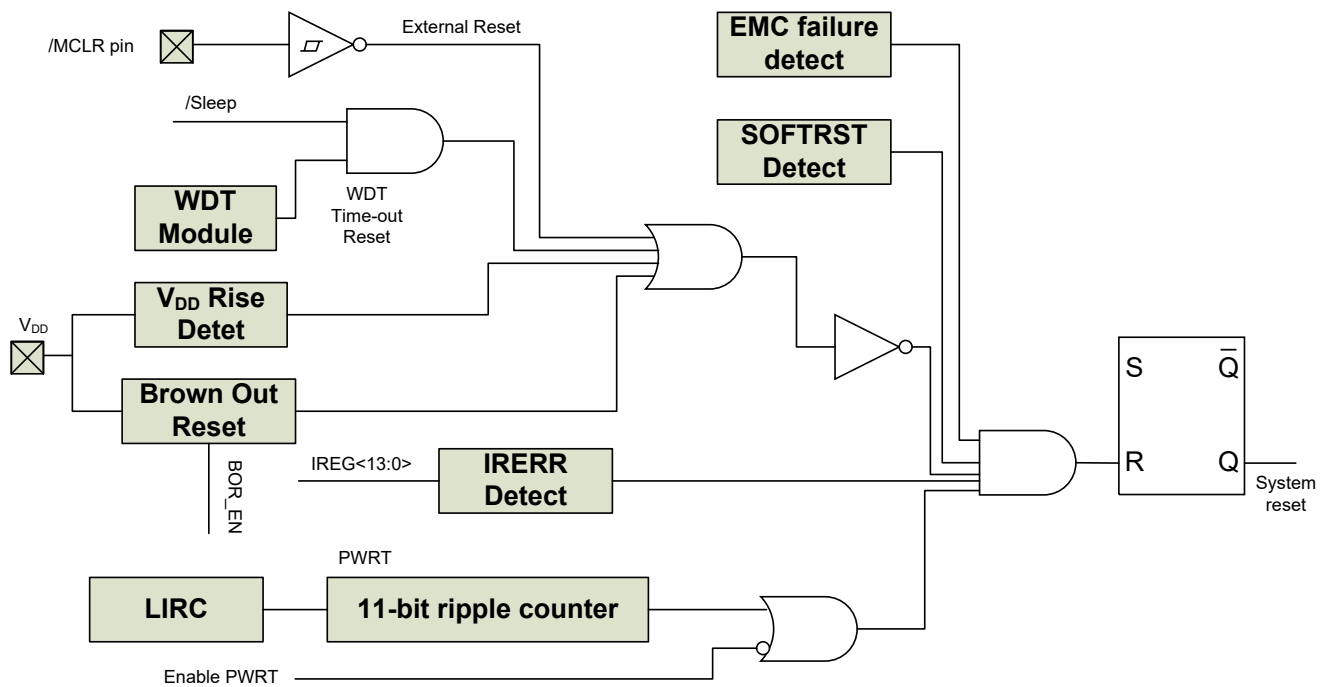 /MCLR pin
External Reset
EMC failure
detect
/Sleep
SOFTRST
Detect
WDT
Module
WDT
Time-out
Reset
VDD Rise
Detet
VDD
Brown Out
Reset
BOR_EN
IREG<13:0>
IRERR
Detect
S
Q̅
R
Q
System
reset
PWRT
LIRC
11-bit ripple counter
Enable PWRT